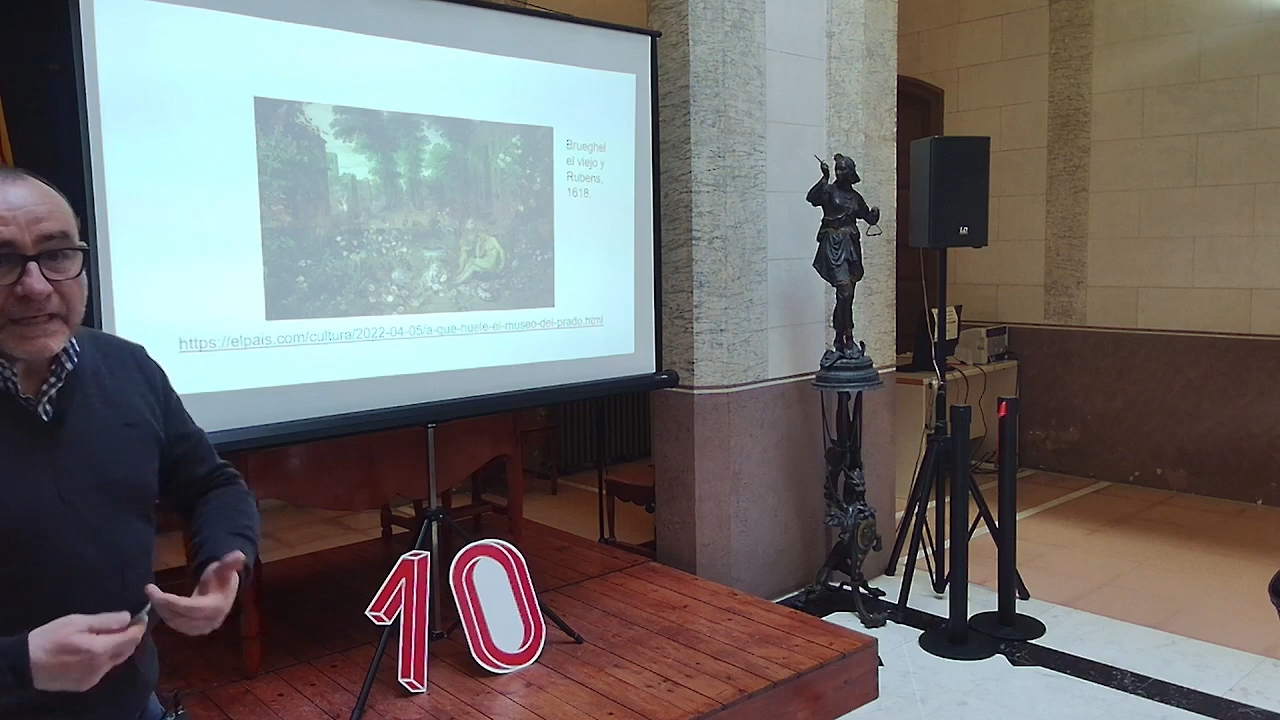 Brueghel
el viejo y
Rubens,
1618.
https://elpais.com/cultura/2022-04-05/a-que-huele-el-museo-del-prado.html
10